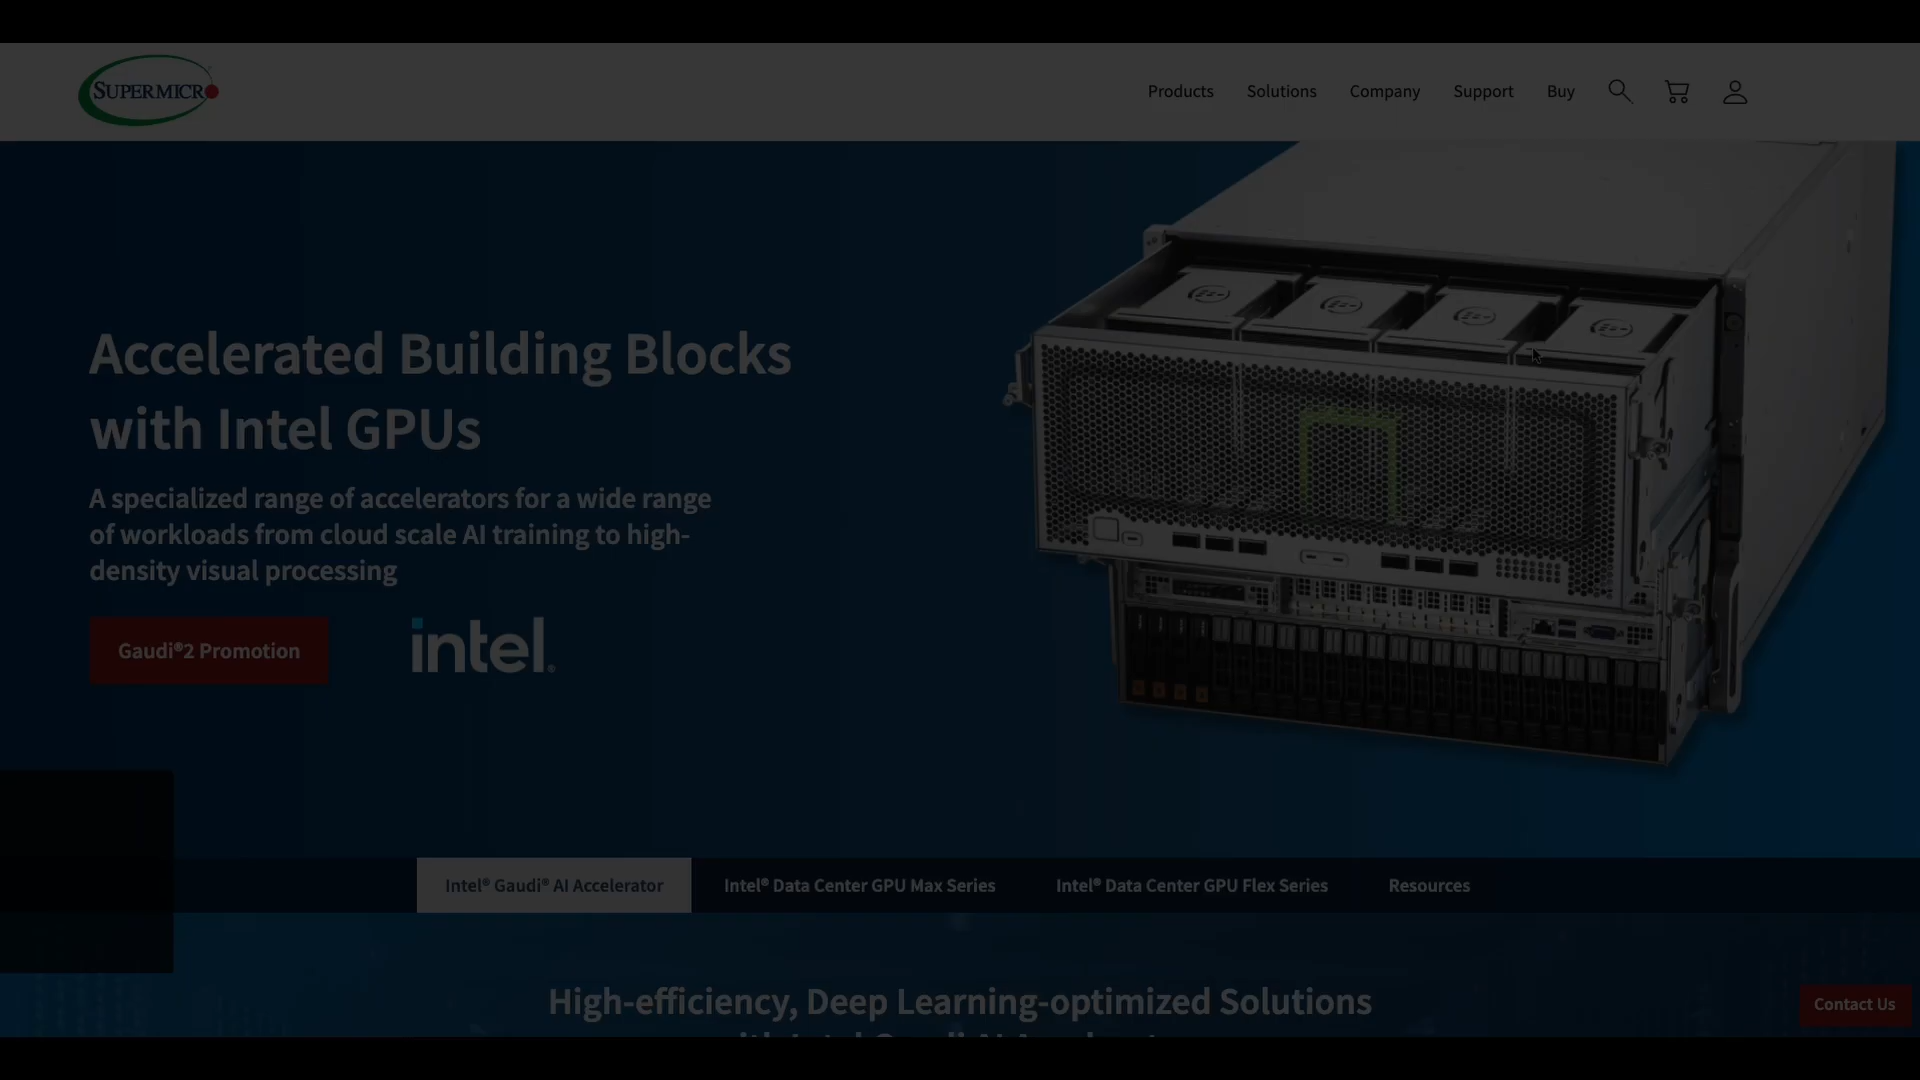 SUPERMICR
Products
Solutions
Company
Support
Buy
Accelerated Building Blocks
with Intel GPUs
A specialized range of accelerators for a wide range
of workloads from cloud scale AI training to high-
density visual processing
Gaudi®2 Promotion
intel®
Intel® Gaudi® AI Accelerator
Intel® Data Center GPU Max Series
Intel® Data Center GPU Flex Series
Resources
High-efficiency, Deep Learning-optimized Solutions
Contact Us